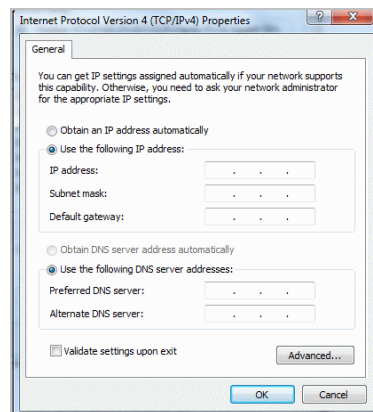 Internet Protocol Version 4 (TCP/IPv4) Properties
General
You can get IP settings assigned automatically if your network supports
this capability. Otherwise, you need to ask your network administrator
for the appropriate IP settings.
Obtain an IP address automatically
Use the following IP address:
IP address:
Subnet mask:
Default gateway:
Obtain DNS server address automatically
Use the following DNS server addresses:
Preferred DNS server:
Alternate DNS server:
Validate settings upon exit
Advanced...
OK Cancel